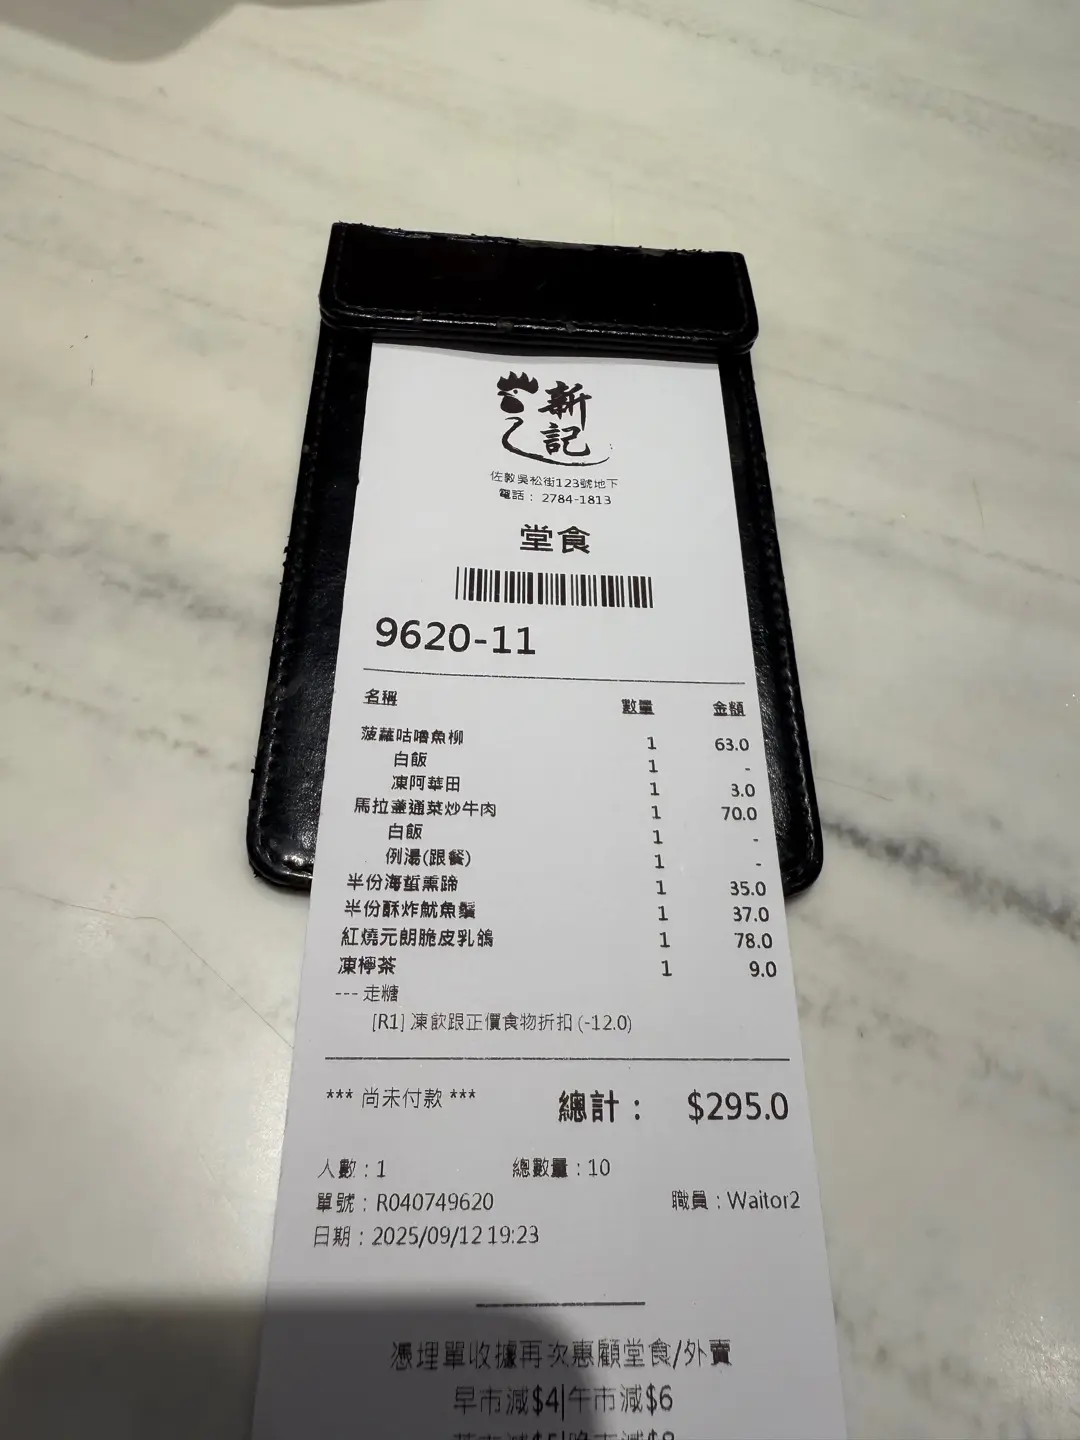 新
記
佐敦吳松街123號地下
電話： 2784-1813
堂食
9620-11
名稱 數量 金額
菠蘿咕嚕魚柳 1 63.0
白飯 1 -
凍阿華田 1 3.0
馬拉盞通菜炒牛肉 1 70.0
白飯 1 -
例湯(跟餐) 1 -
半份海蜇熏蹄 1 35.0
半份酥炸魷魚鬚 1 37.0
紅燒元朗脆皮乳鴿 1 78.0
凍檸茶 1 9.0
--- 走糖
[R1] 凍飲跟正價食物折扣 (-12.0)
*** 尚未付款 *** 總計： $295.0
人數：1 總數量：10
單號：R040749620 職員：Waitor2
日期：2025/09/12 19:23
憑埋單收據再次惠顧堂食/外賣
早市減$4|午市減$6